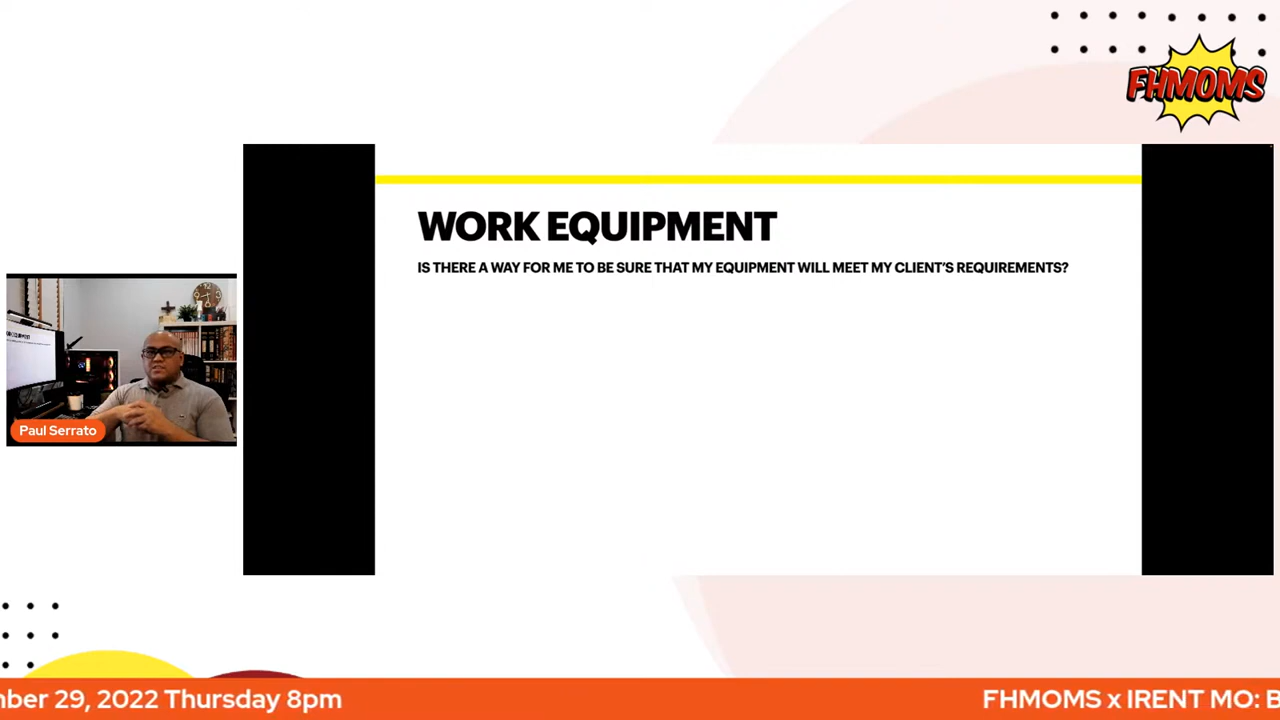 FHMOMS
WORK EQUIPMENT
IS THERE A WAY FOR ME TO BE SURE THAT MY EQUIPMENT WILL MEET MY CLIENT'S REQUIREMENTS?
Paul Serrato
mber 29, 2022 Thursday 8pm
FHMOMS x IRENT MO: B